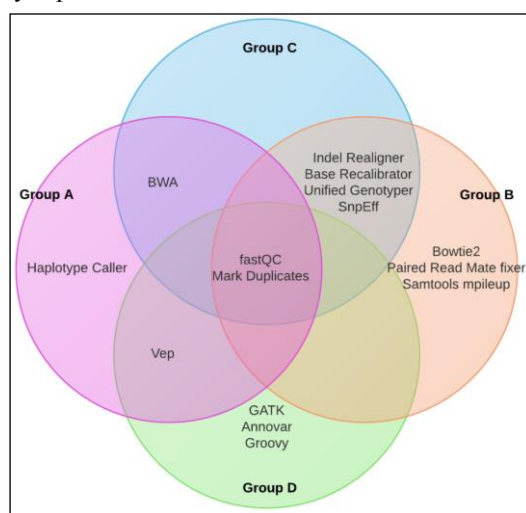 Group C
Indel Realigner
Base Recalibrator
Unified Genotyper
SnpEff
BWA
Group A
Group B
Haplotype Caller
fastQC
Mark Duplicates
Bowtie2
Paired Read Mate fixer
Samtools mpileup
Vep
GATK
Annovar
Groovy
Group D